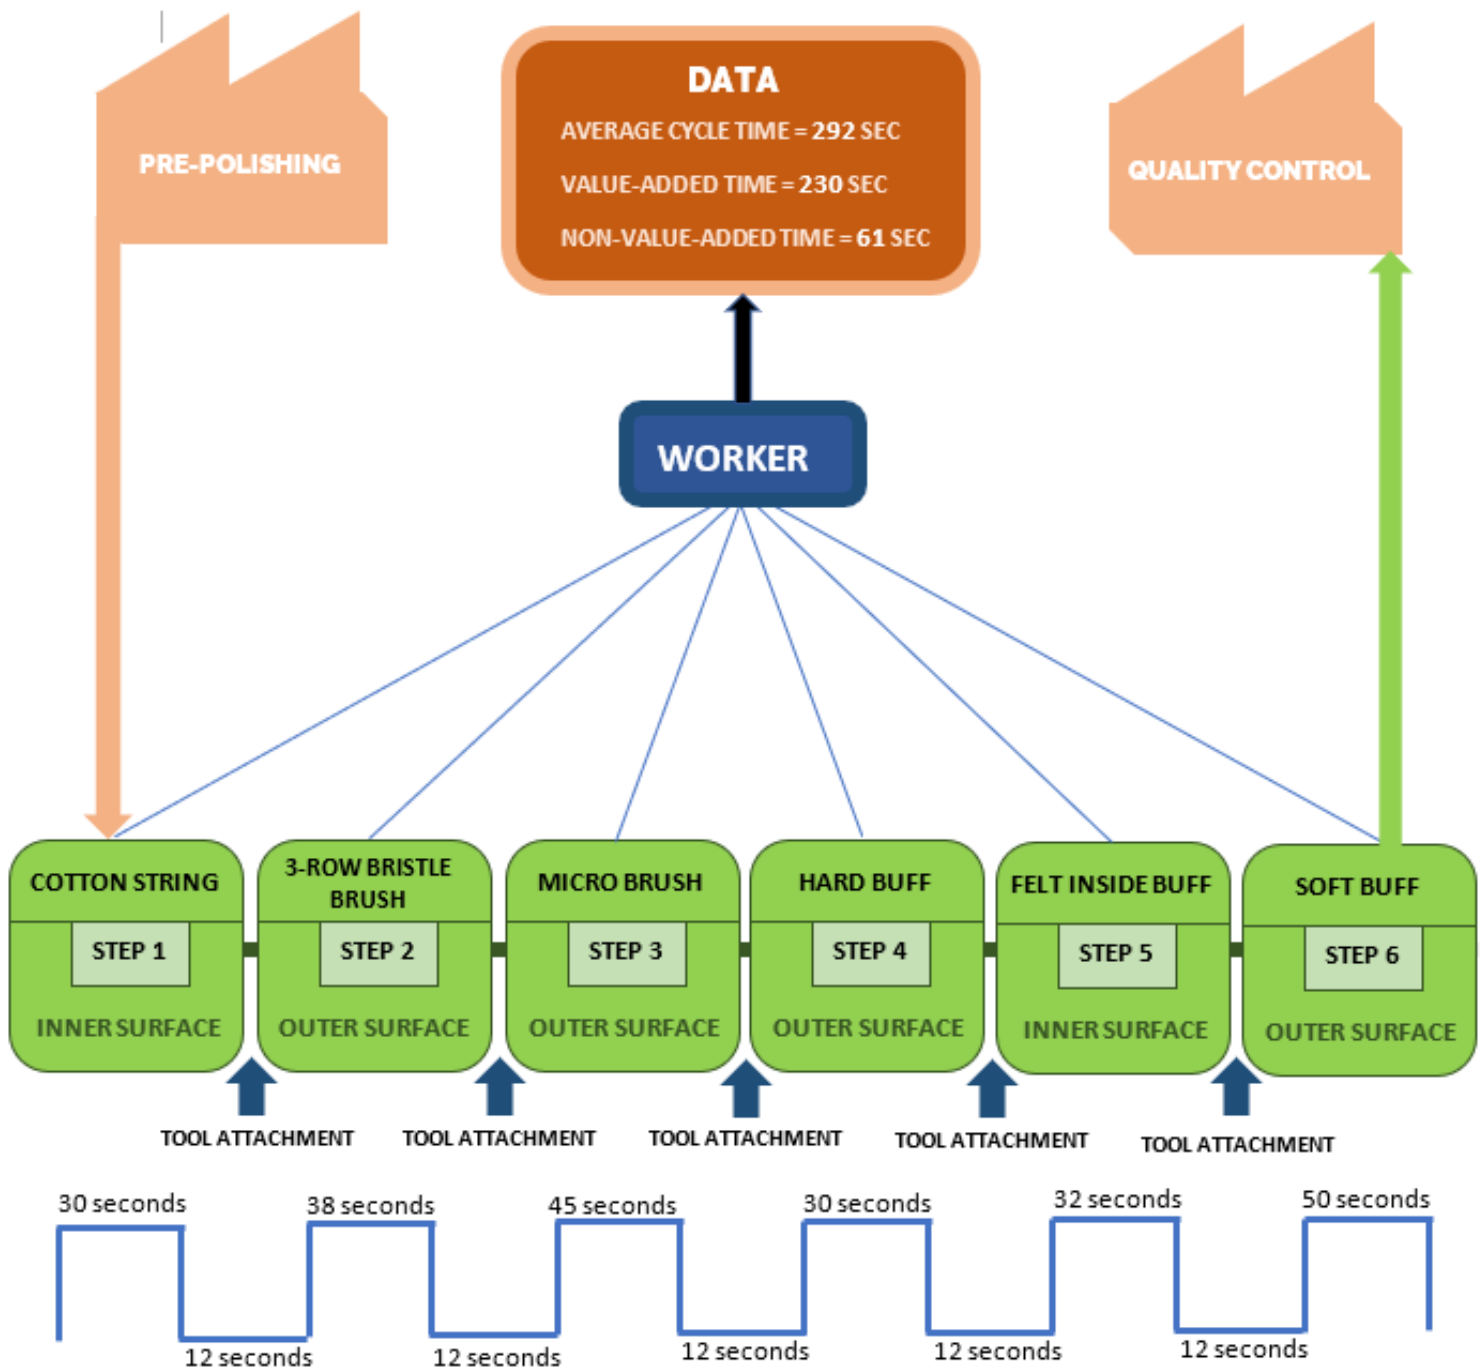 PRE-POLISHING
DATA
AVERAGE CYCLE TIME = 292 SEC
VALUE-ADDED TIME = 230 SEC
NON-VALUE-ADDED TIME = 61 SEC
QUALITY CONTROL
WORKER
COTTON STRING
STEP 1
INNER SURFACE
3-ROW BRISTLE
BRUSH
STEP 2
OUTER SURFACE
MICRO BRUSH
STEP 3
OUTER SURFACE
HARD BUFF
STEP 4
OUTER SURFACE
FELT INSIDE BUFF
STEP 5
INNER SURFACE
SOFT BUFF
STEP 6
OUTER SURFACE
TOOL ATTACHMENT
TOOL ATTACHMENT
TOOL ATTACHMENT
TOOL ATTACHMENT
TOOL ATTACHMENT
30 seconds
38 seconds
45 seconds
30 seconds
32 seconds
50 seconds
12 seconds
12 seconds
12 seconds
12 seconds
12 seconds